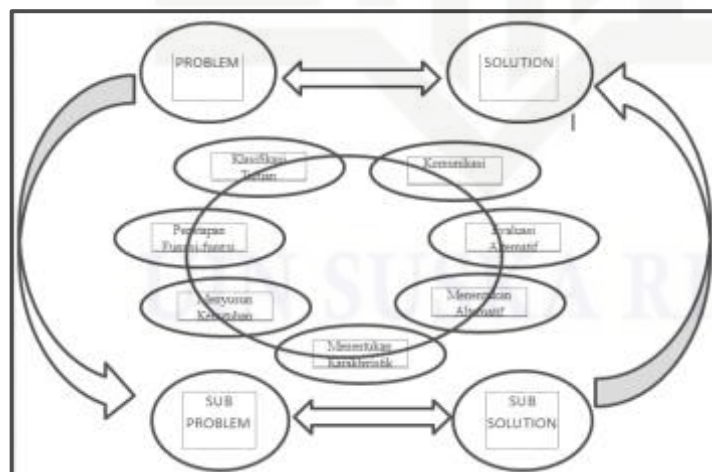 PROBLEM
SOLUTION
Klasifikasi
Tujuan
Komunikasi
Penetapan
Fungsi-fungsi
Evaluasi
Alternatif
Menyusun
Kebutuhan
Menentukan
Alternatif
Menentukan
Karakteristik
SUB
PROBLEM
SUB
SOLUTION